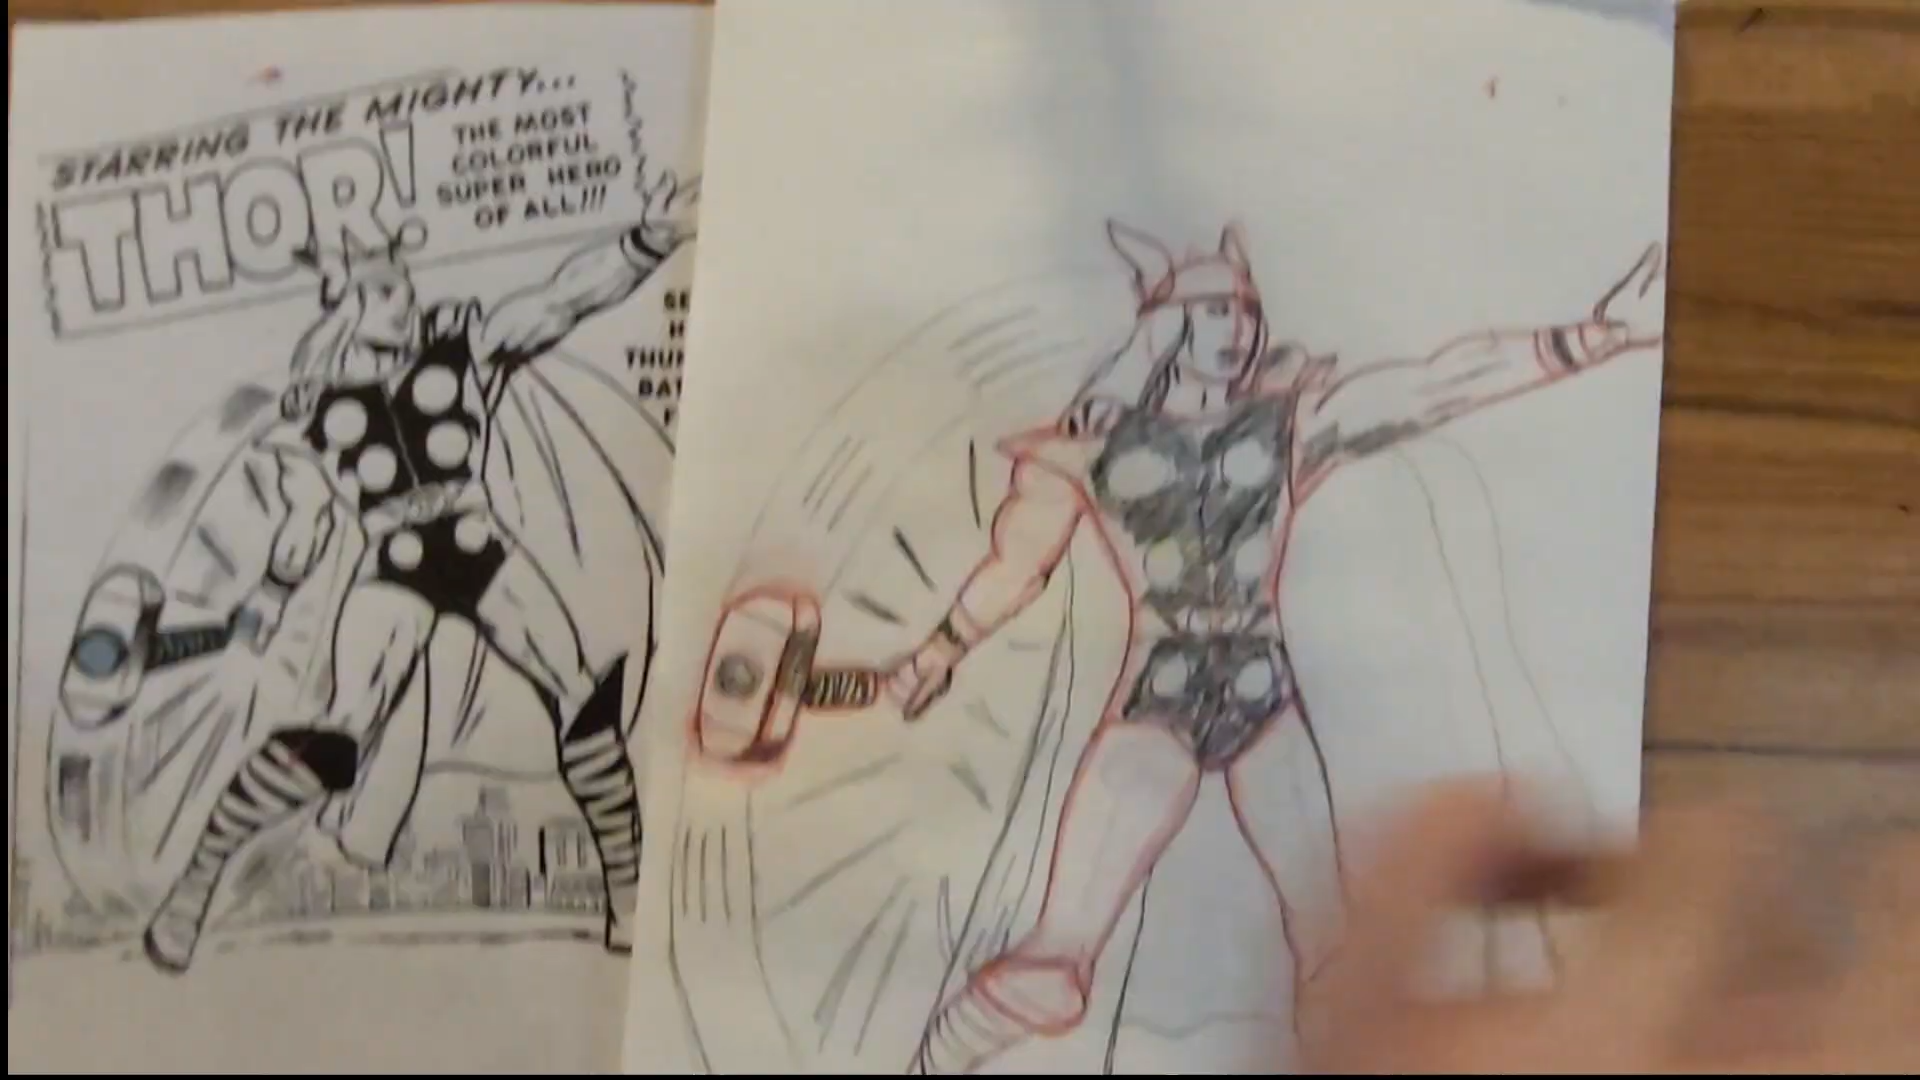 STARRING THE MIGHTY...
THOR!
THE MOST
COLORFUL
SUPER HERO
OF ALL!!!